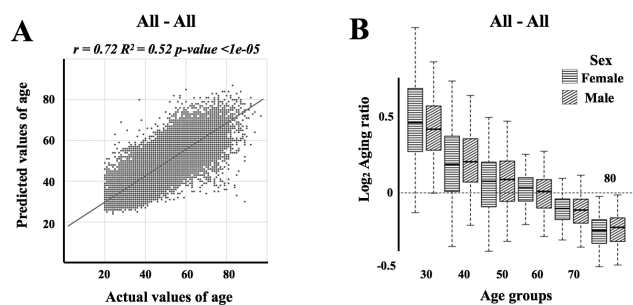 All - All
A
r = 0.72 R² = 0.52 p-value <1e-05
Predicted values of age
80
60
40
20
20 40 60 80
Actual values of age
All - All
B
Sex
Female
Male
Log₂ Aging ratio
0.5
0
-0.5
80
30 40 50 60 70
Age groups